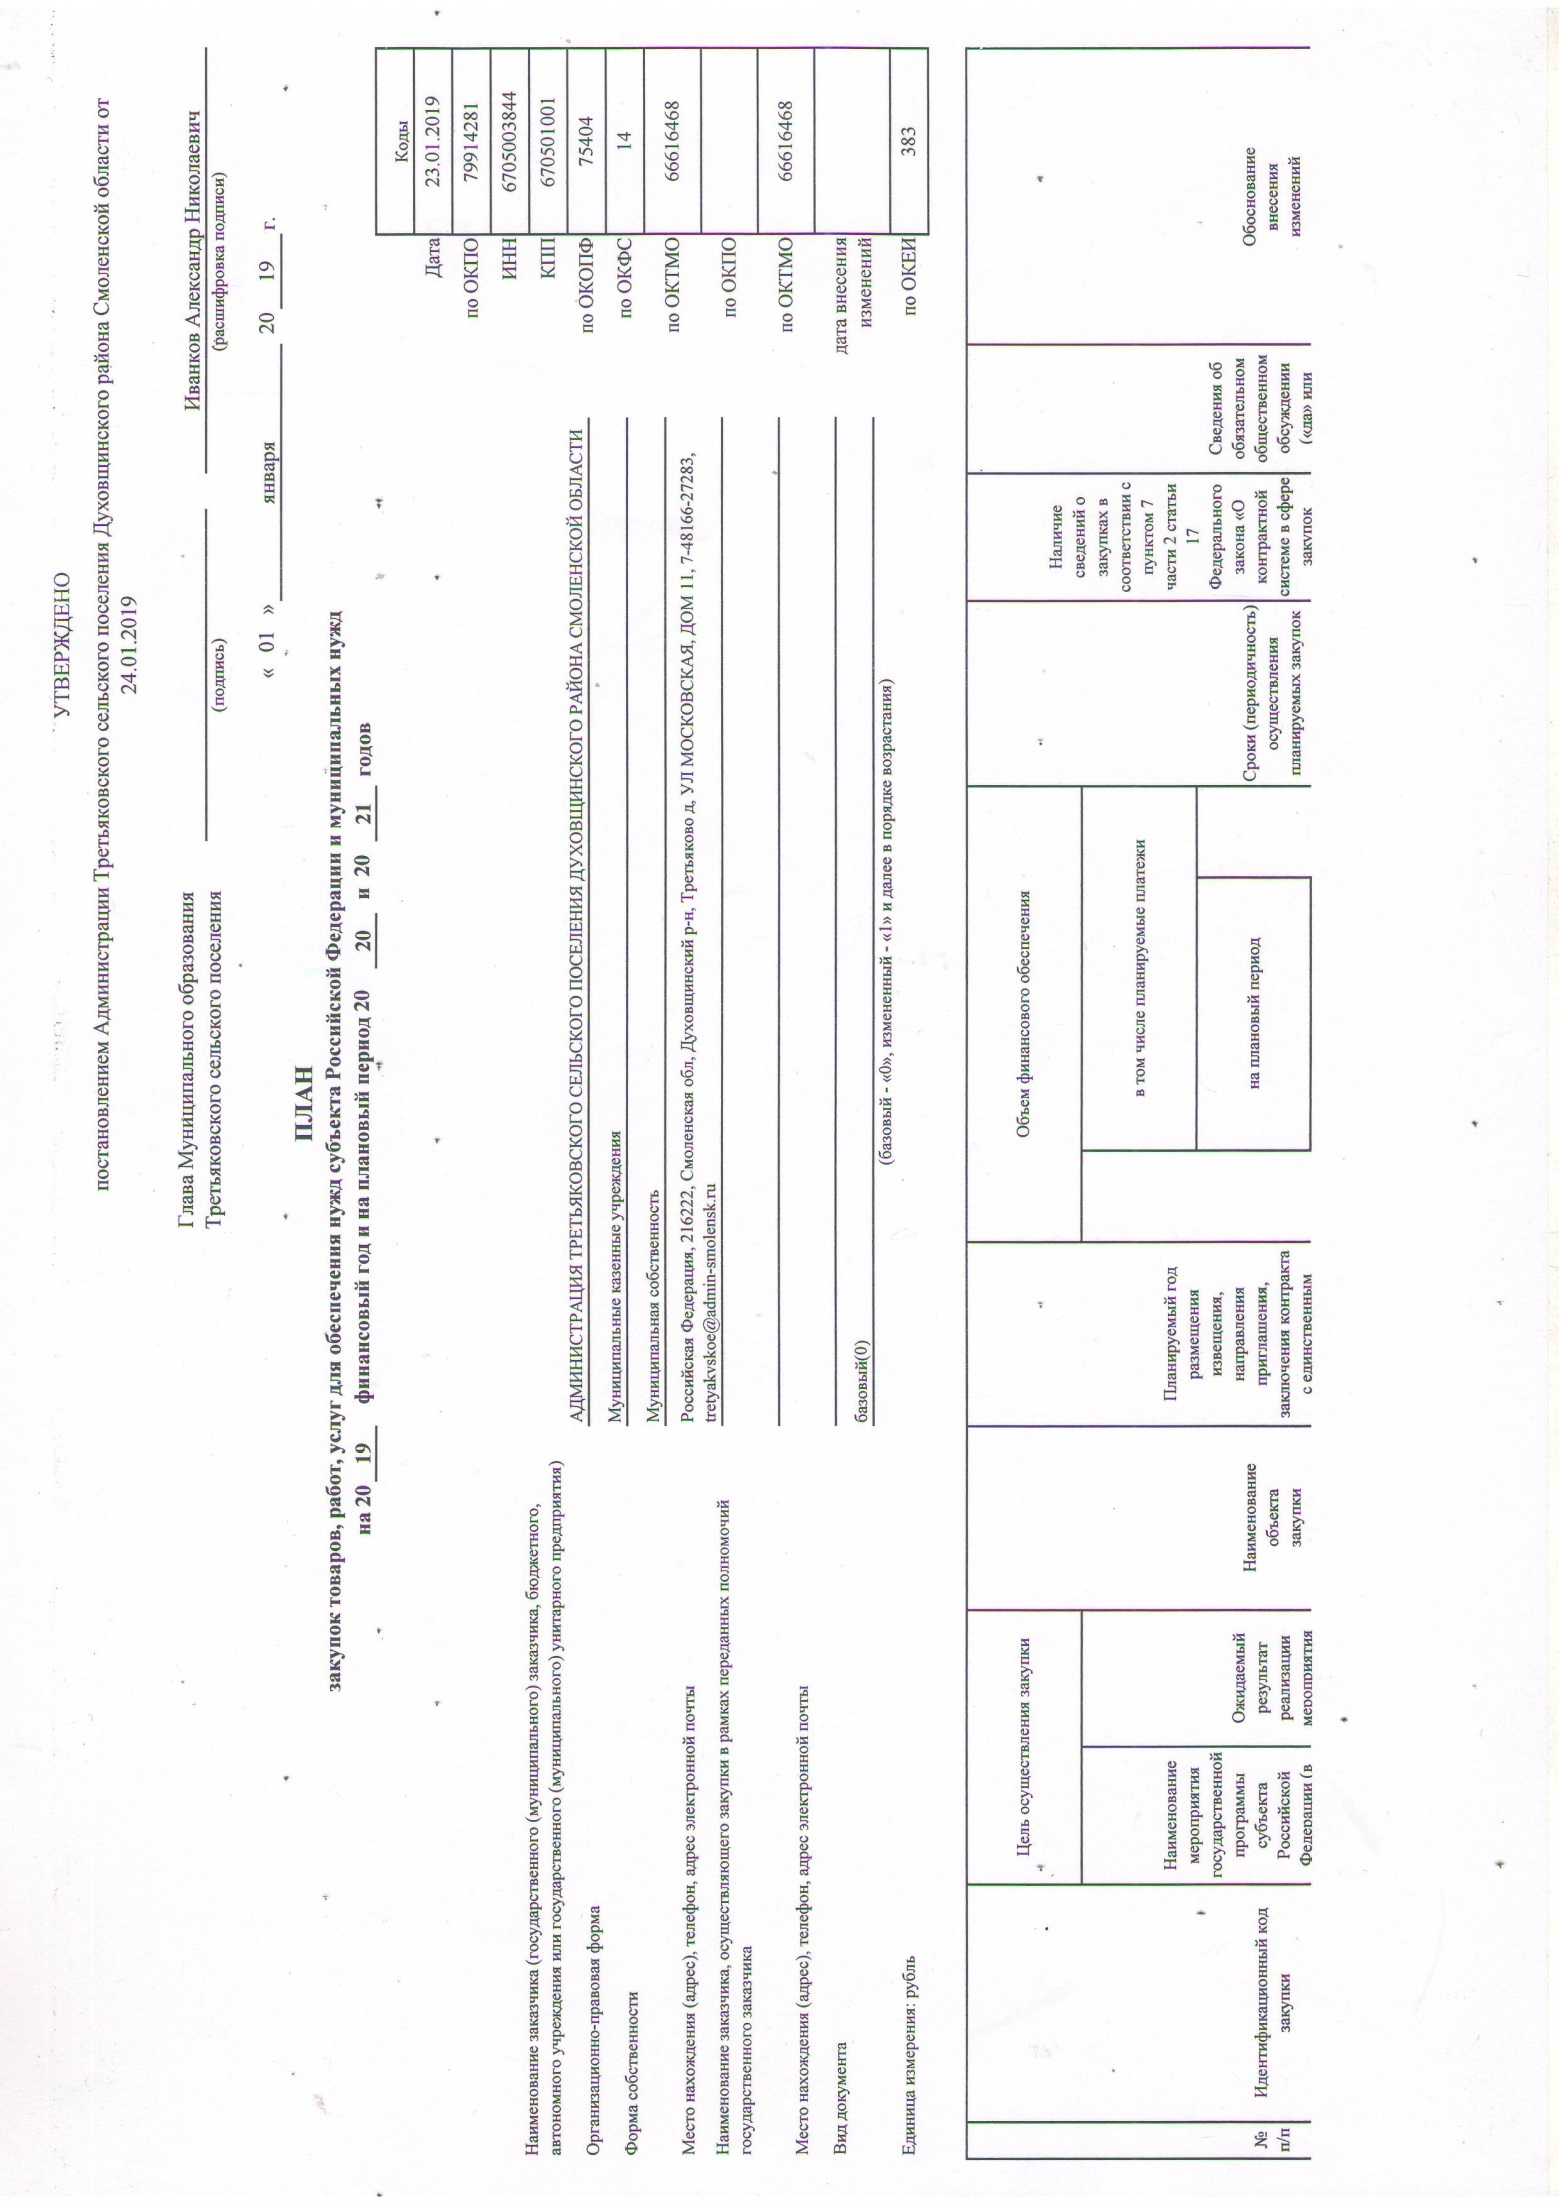 УТВЕРЖДЕНО
постановлением Администрации Третьяковского сельского поселения Духовщинского района Смоленской области от
24.01.2019
Глава Муниципального образования
Третьяковского сельского поселения
Иванков Александр Николаевич
(подпись)
(расшифровка подписи)
« 01 » января 20 19 г.
ПЛАН
закупок товаров, работ, услуг для обеспечения нужд субъекта Российской Федерации и муниципальных нужд
на 20 19 финансовый год и на плановый период 20 20 и 20 21 годов
Коды
Дата 23.01.2019
по ОКПО 79914281
ИНН 6705003844
КПП 670501001
Наименование заказчика (государственного (муниципального) заказчика, бюджетного,
автономного учреждения или государственного (муниципального) унитарного предприятия)
АДМИНИСТРАЦИЯ ТРЕТЬЯКОВСКОГО СЕЛЬСКОГО ПОСЕЛЕНИЯ ДУХОВЩИНСКОГО РАЙОНА СМОЛЕНСКОЙ ОБЛАСТИ
по ОКОПФ 75404
Организационно-правовая форма
Муниципальные казенные учреждения
по ОКФС 14
Форма собственности
Муниципальная собственность
по ОКТМО 66616468
Место нахождения (адрес), телефон, адрес электронной почты
Российская Федерация, 216222, Смоленская обл, Духовщинский р-н, Третьяково д, УЛ МОСКОВСКАЯ, ДОМ 11, 7-48166-27283,
tretyakvskoe@admin-smolensk.ru
Наименование заказчика, осуществляющего закупки в рамках переданных полномочий
государственного заказчика
по ОКПО
Место нахождения (адрес), телефон, адрес электронной почты
по ОКТМО 66616468
Вид документа
базовый(0)
дата внесения
изменений
(базовый - «0», измененный - «1» и далее в порядке возрастания)
Единица измерения: рубль
по ОКЕИ 383
№
п/п
Идентификационный код
закупки
Цель осуществления закупки
Наименование
мероприятия
государственной
программы
субъекта
Российской
Федерации (в
Ожидаемый
результат
реализации
мероприятия
Наименование
объекта
закупки
Планируемый год
размещения
извещения,
направления
приглашения,
заключения контракта
с единственным
Объем финансового обеспечения
в том числе планируемые платежи
на плановый период
Сроки (периодичность)
осуществления
планируемых закупок
Наличие
сведений о
закупках в
соответствии с
пунктом 7
части 2 статьи
17
Федерального
закона «О
контрактной
системе в сфере
закупок
Сведения об
обязательном
общественном
обсуждении
(«да» или
Обоснование
внесения
изменений